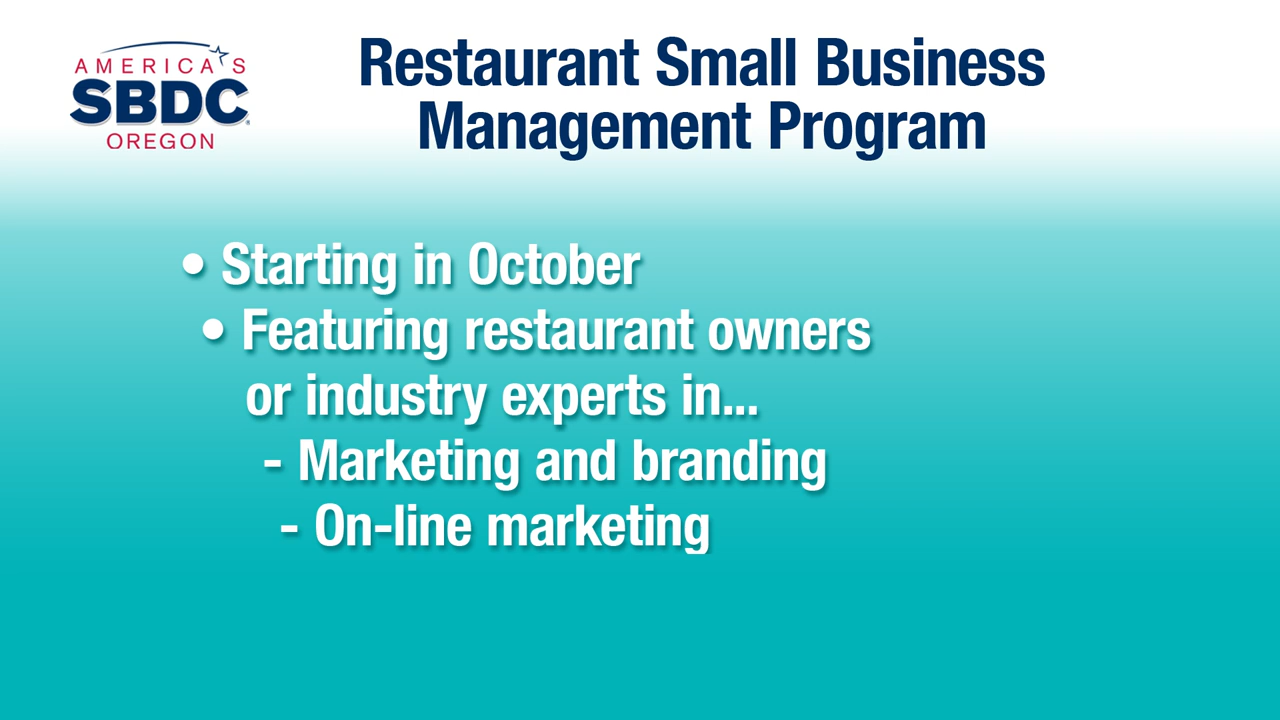 AMERICA'S
SBDC
OREGON
Restaurant Small Business
Management Program
• Starting in October
• Featuring restaurant owners
or industry experts in...
- Marketing and branding
- On-line marketing